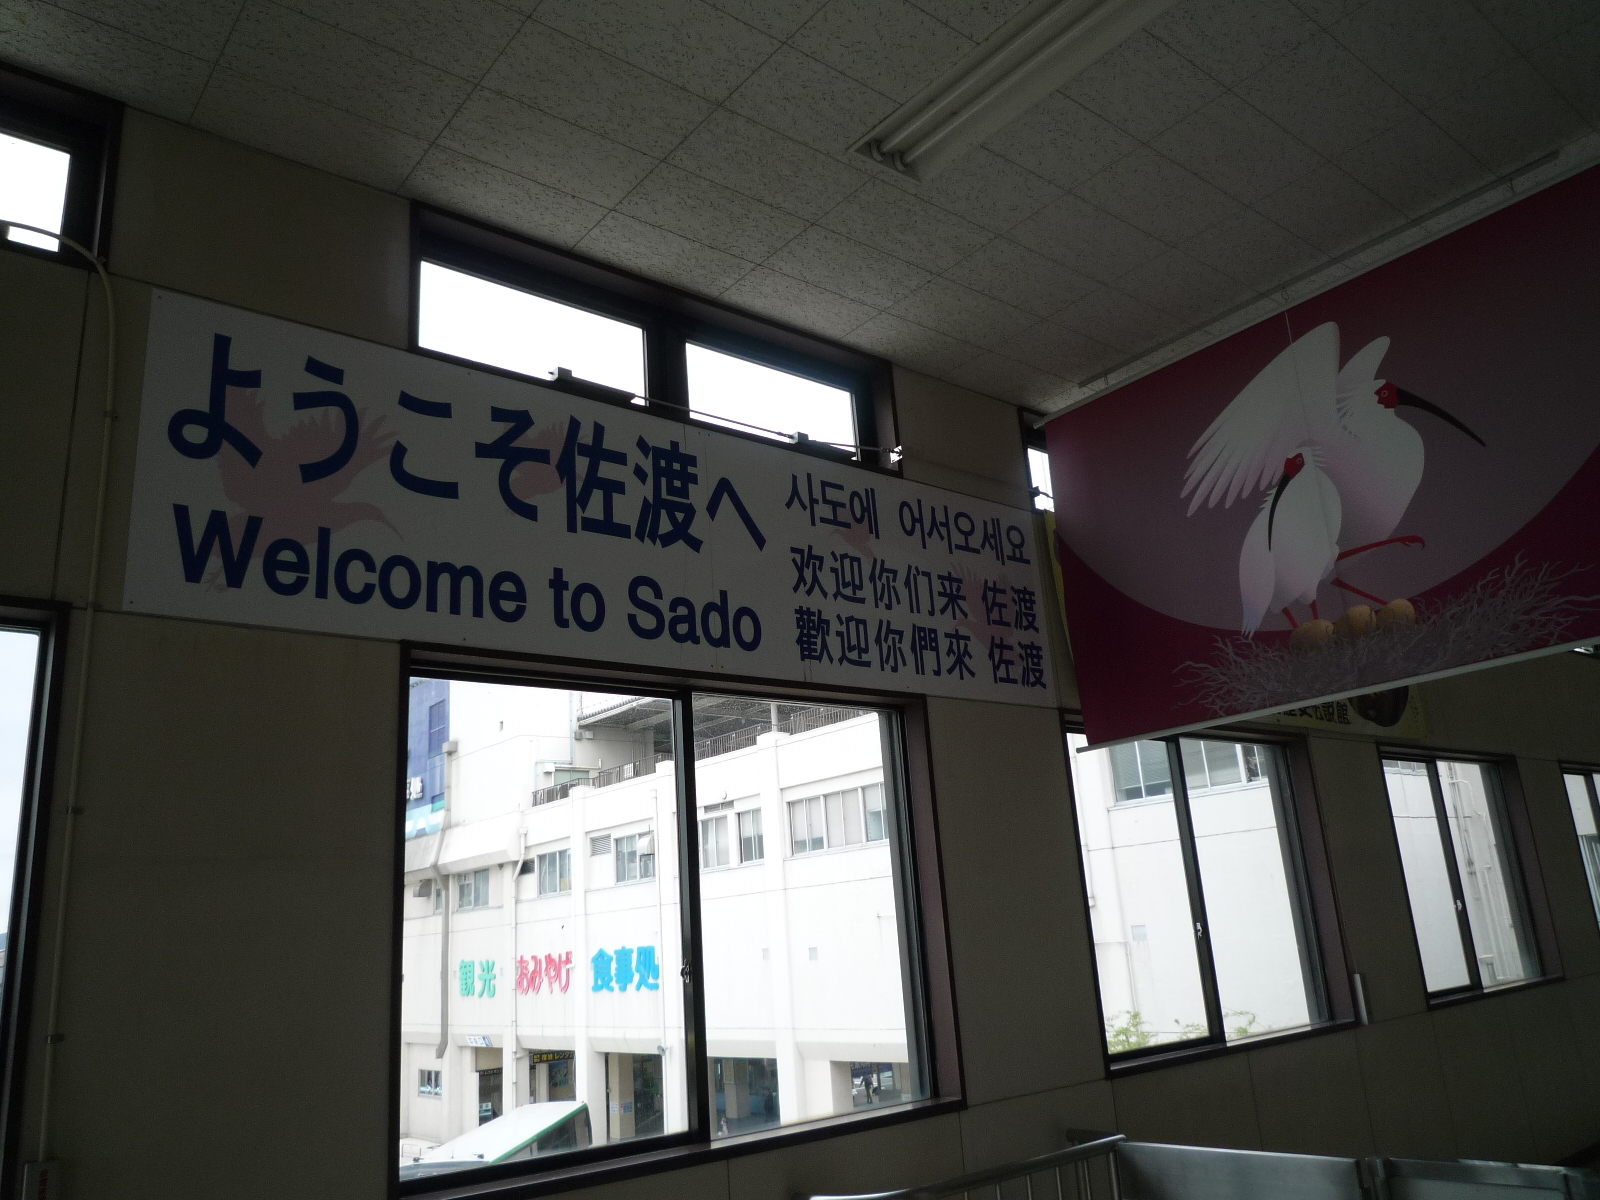 ようこそ佐渡へ
Welcome to Sado
사도에 어서오세요
欢迎你们来 佐渡
歡迎你們來 佐渡
観光 おみやげ 食事処